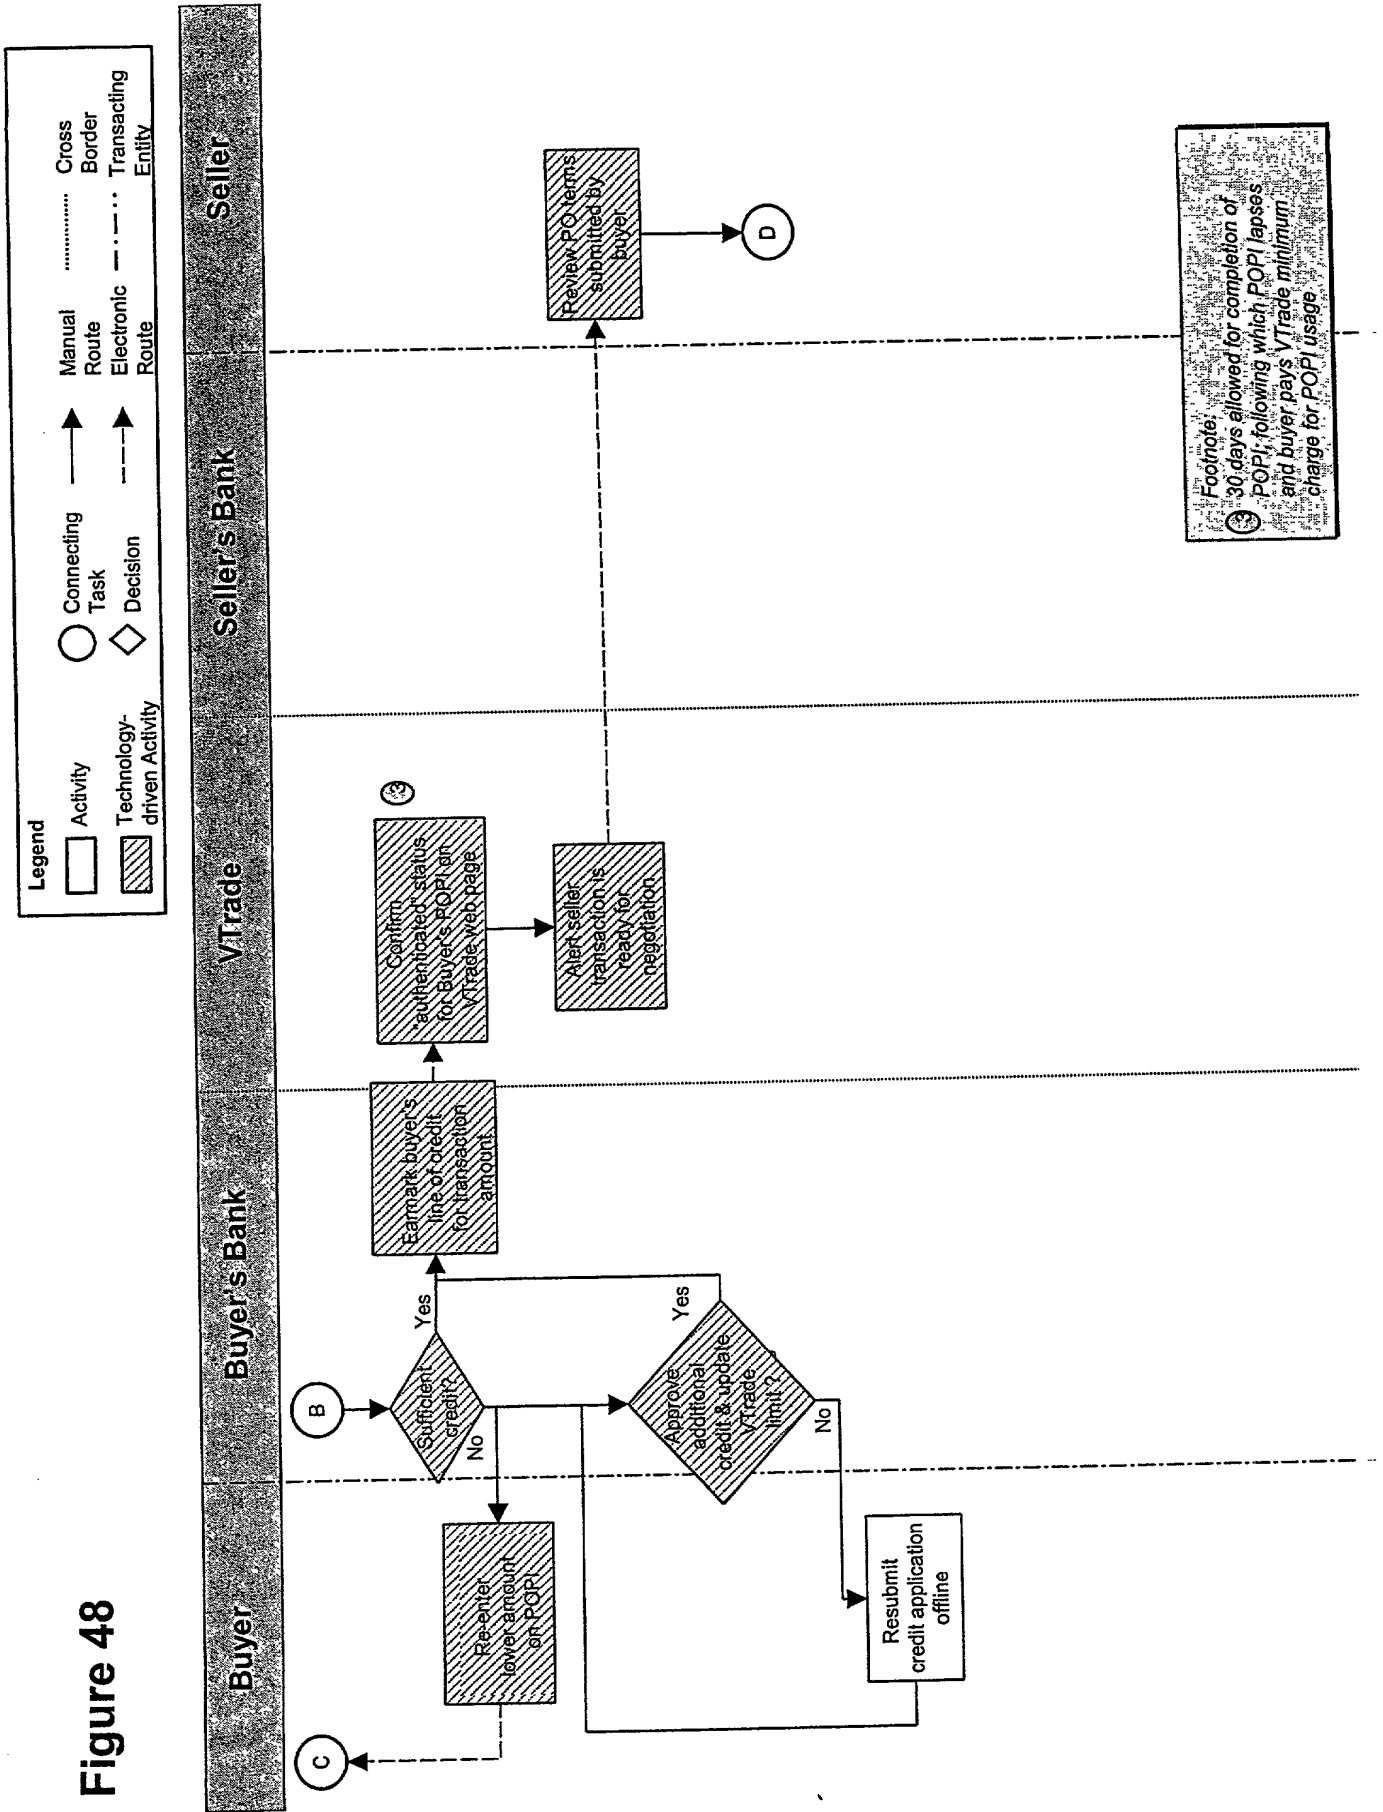 Figure 48
Legend
Activity
Technology-
driven Activity
Connecting
Task
Decision
Manual
Route
Electronic
Route
Cross
Border
Transacting
Entity
Buyer
Buyer's Bank
VTrade
Seller's Bank
Seller
C
B
Sufficient
credit?
Yes
No
Re-enter
lower amount
on POPI
Earmark buyer's
line of credit
for transaction
amount
Confirm
"authenticated" status
for Buyer's POPI on
VTrade web page
3
Alert seller
transaction is
ready for
negotiation
Review PO terms
submitted by
buyer
D
Approve
additional
credit & update
VTrade
limit ?
Yes
No
Resubmit
credit application
offline
Footnote:
3 30 days allowed for completion of
POPI; following which POPI lapses
and buyer pays VTrade minimum
charge for POPI usage